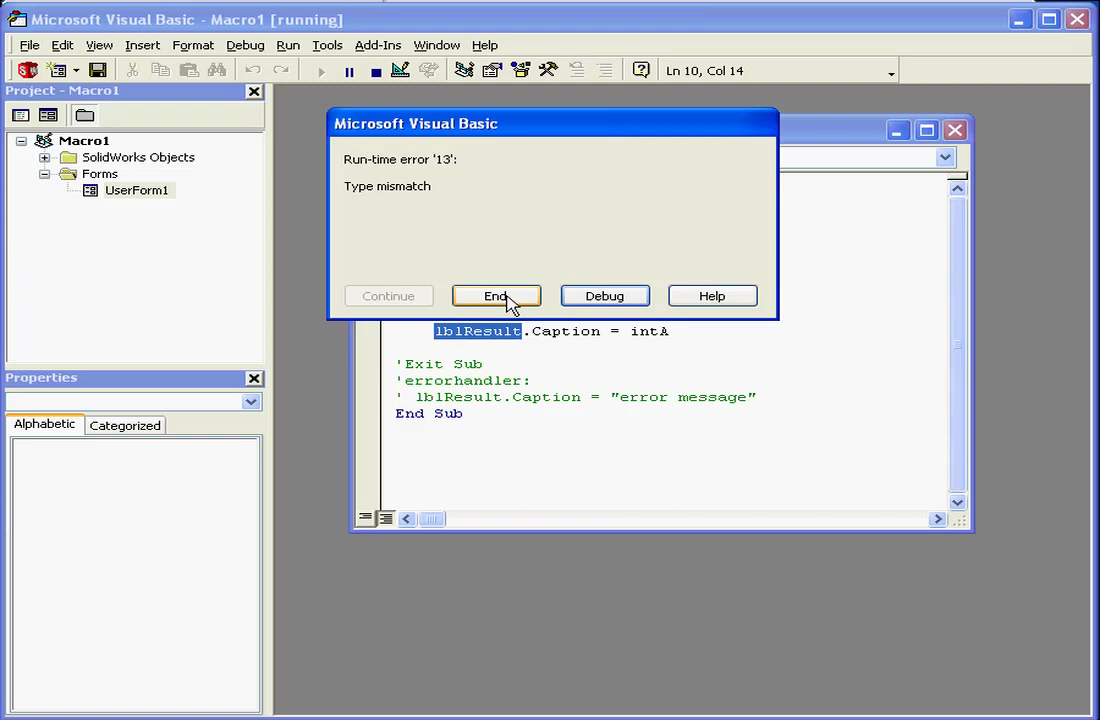 Microsoft Visual Basic - Macro1 [running]
File Edit View Insert Format Debug Run Tools Add-Ins Window Help
Ln 10, Col 14
Project - Macro1
Macro1
SolidWorks Objects
Forms
UserForm1
Properties
Alphabetic Categorized
Microsoft Visual Basic
Run-time error '13':
Type mismatch
Continue End Debug Help
lblResult.Caption = intA
'Exit Sub
'errorhandler:
' lblResult.Caption = "error message"
End Sub